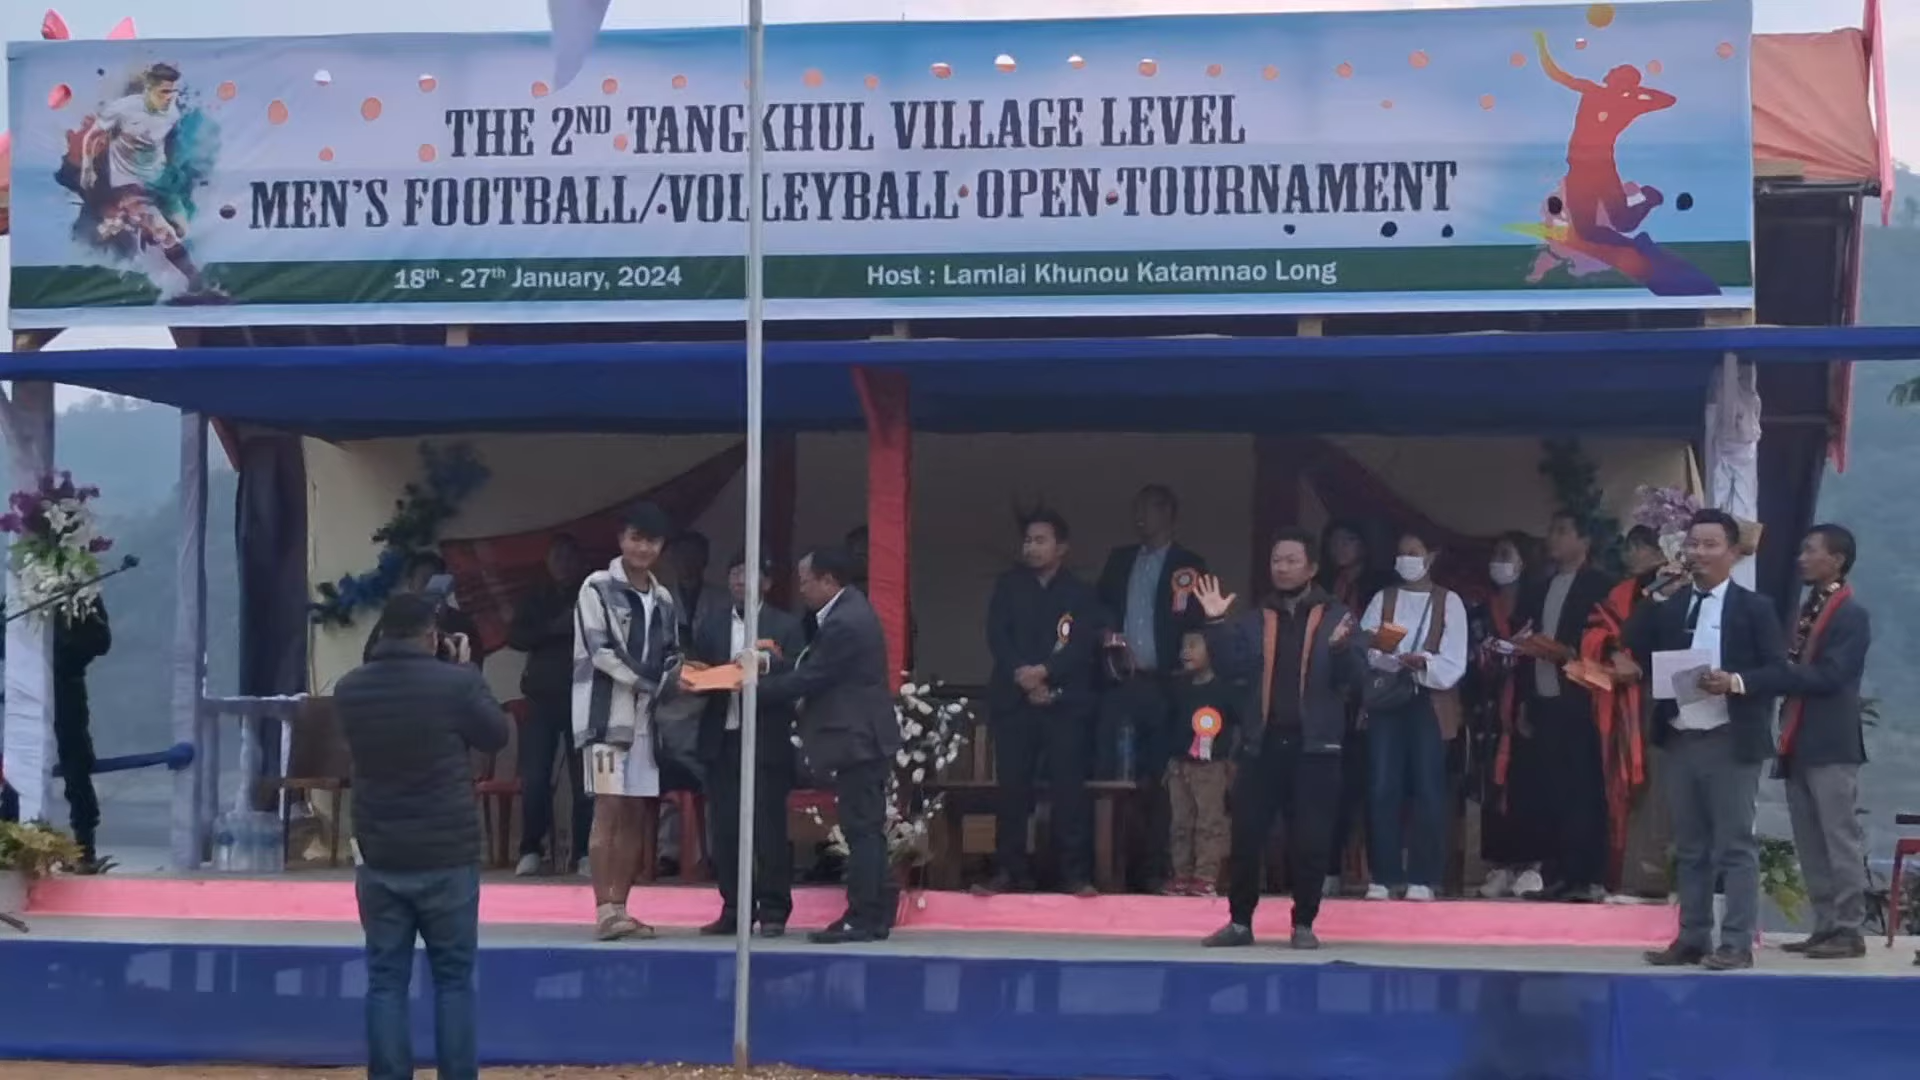 THE 2ND TANGKHUL VILLAGE LEVEL
MEN'S FOOTBALL/VOLLEYBALL OPEN TOURNAMENT
18th - 27th January, 2024
Host : Lamlai Khunou Katamnao Long
11